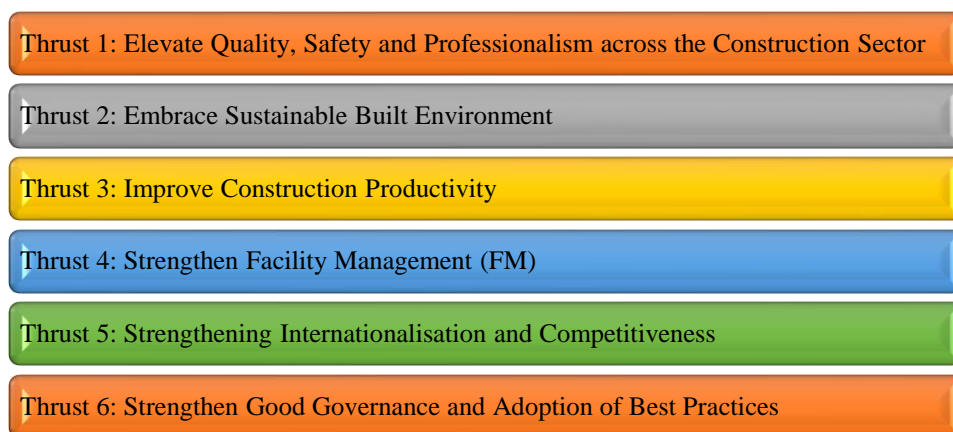 Thrust 1: Elevate Quality, Safety and Professionalism across the Construction Sector
Thrust 2: Embrace Sustainable Built Environment
Thrust 3: Improve Construction Productivity
Thrust 4: Strengthen Facility Management (FM)
Thrust 5: Strengthening Internationalisation and Competitiveness
Thrust 6: Strengthen Good Governance and Adoption of Best Practices